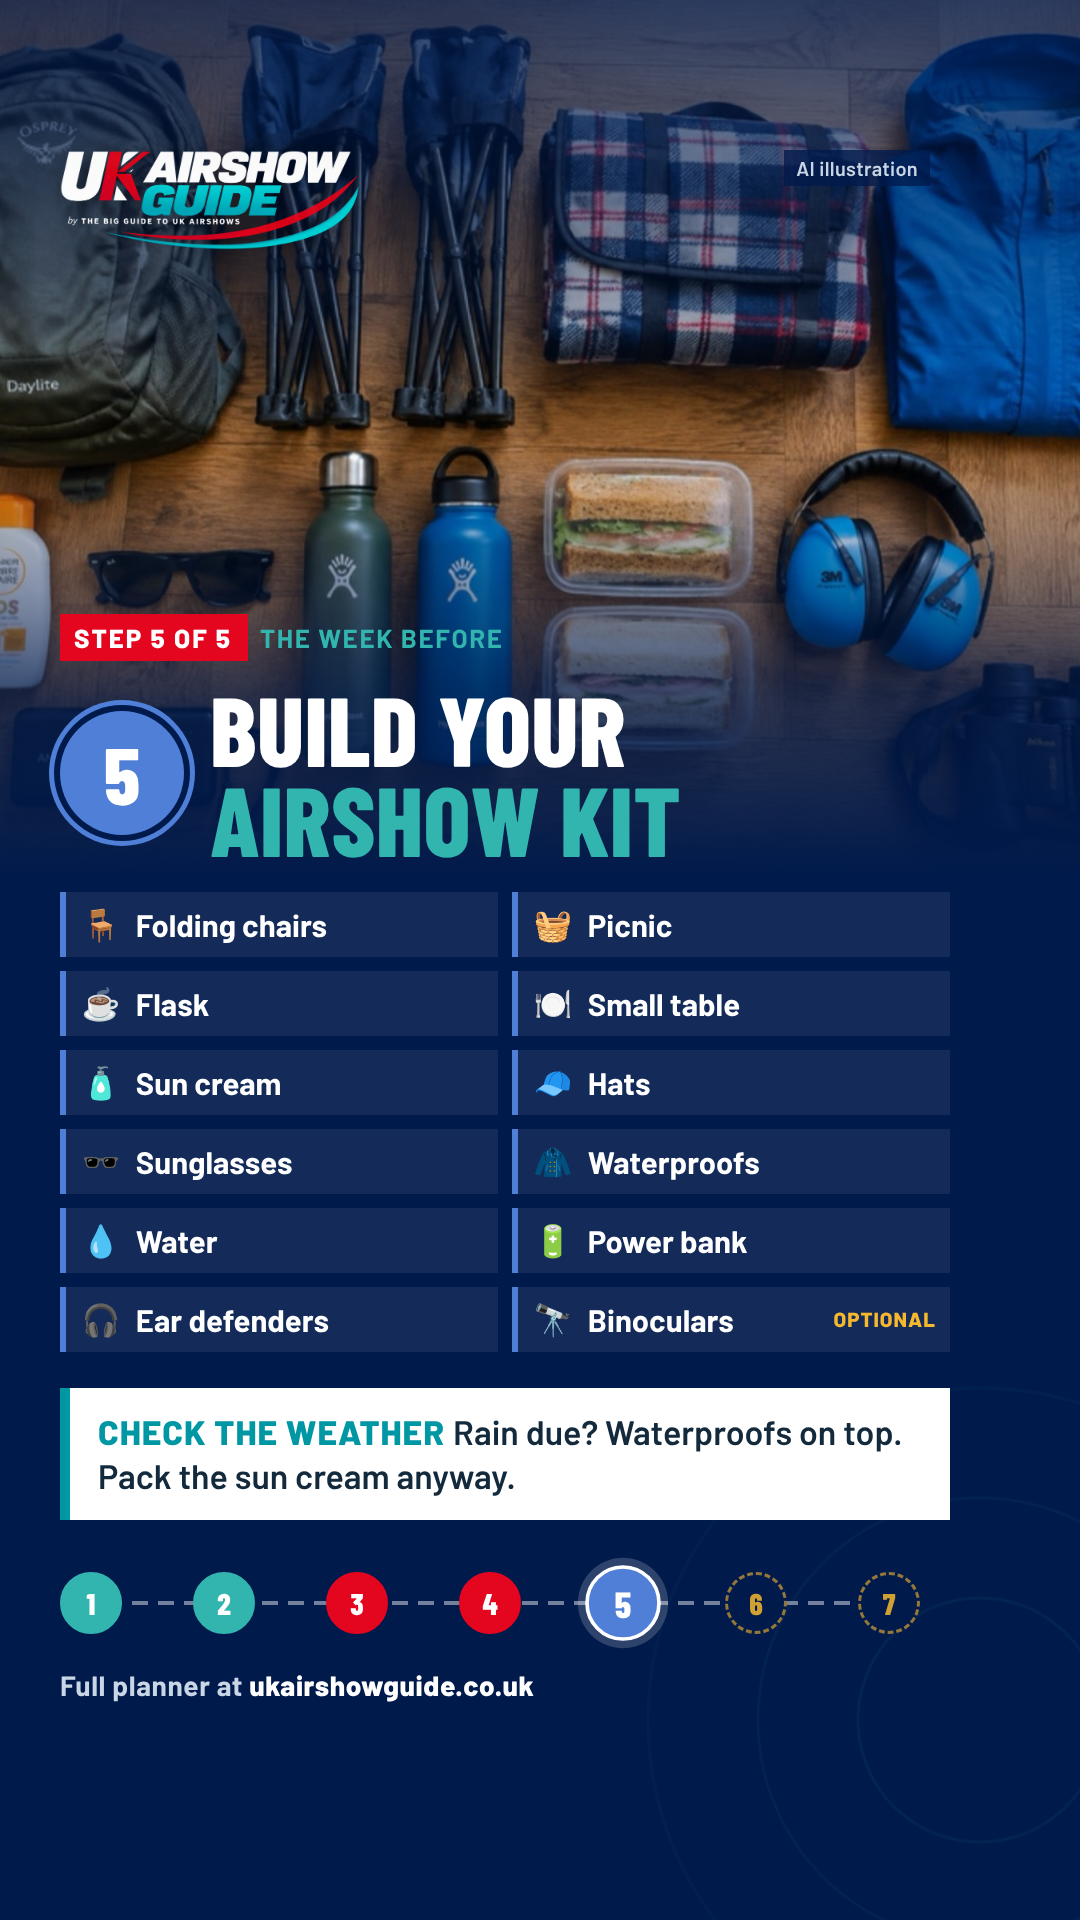 OSPREY
UK AIRSHOW
GUIDE
by THE BIG GUIDE TO UK AIRSHOWS
AI illustration
Daylite
3M
3M
STEP 5 OF 5 THE WEEK BEFORE
5
BUILD YOUR
AIRSHOW KIT
Folding chairs
Picnic
Flask
Small table
Sun cream
Hats
Sunglasses
Waterproofs
Water
Power bank
Ear defenders
Binoculars OPTIONAL
CHECK THE WEATHER Rain due? Waterproofs on top.
Pack the sun cream anyway.
1 2 3 4 5 6 7
Full planner at ukairshowguide.co.uk